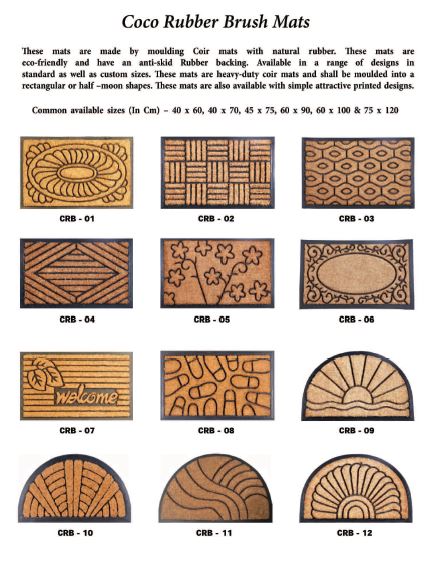 Coco Rubber Brush Mats
These mats are made by moulding Coir mats with natural rubber. These mats are
eco-friendly and have an anti-skid Rubber backing. Available in a range of designs in
standard as well as custom sizes. These mats are heavy-duty coir mats and shall be moulded into a
rectangular or half –moon shapes. These mats are also available with simple attractive printed designs.
Common available sizes (In Cm) – 40 x 60, 40 x 70, 45 x 75, 60 x 90, 60 x 100 & 75 x 120
CRB - 01 CRB - 02 CRB - 03
CRB - 04 CRB - 05 CRB - 06
welcome
CRB - 07 CRB - 08 CRB - 09
CRB - 10 CRB - 11 CRB - 12